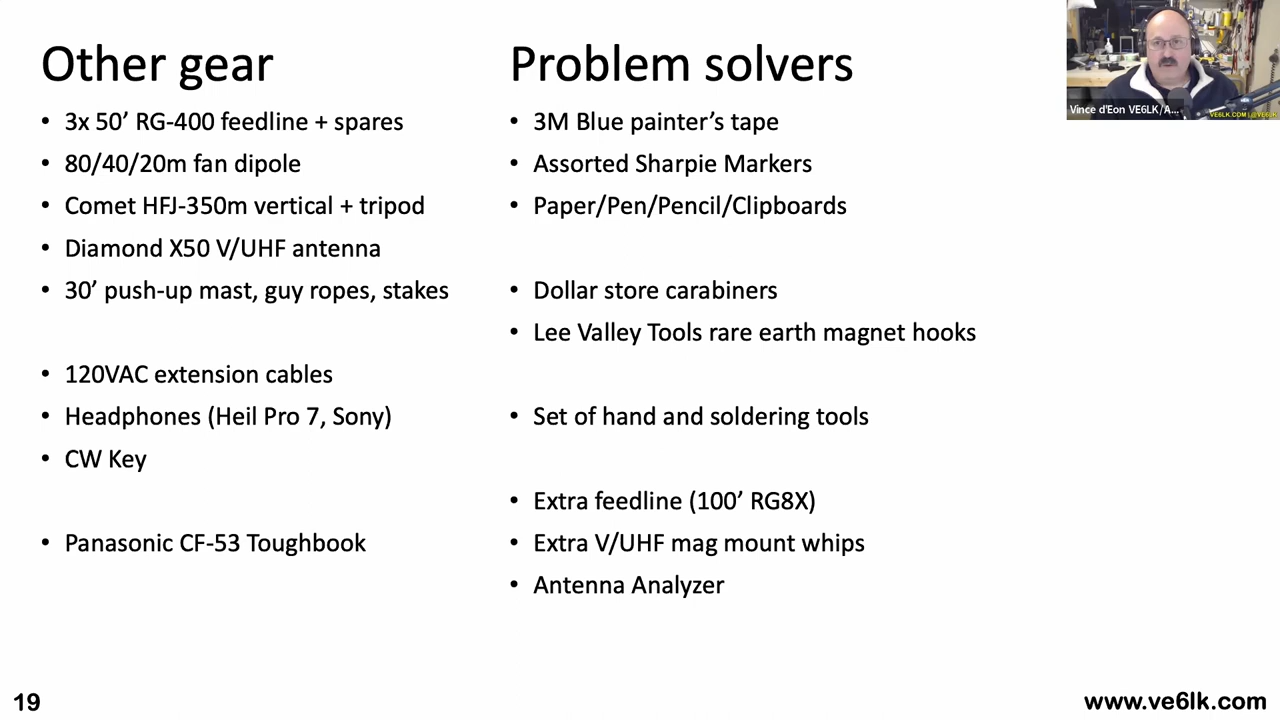 Other gear
• 3x 50’ RG-400 feedline + spares
• 80/40/20m fan dipole
• Comet HFJ-350m vertical + tripod
• Diamond X50 V/UHF antenna
• 30’ push-up mast, guy ropes, stakes
• 120VAC extension cables
• Headphones (Heil Pro 7, Sony)
• CW Key
• Panasonic CF-53 Toughbook
Problem solvers
• 3M Blue painter’s tape
• Assorted Sharpie Markers
• Paper/Pen/Pencil/Clipboards
• Dollar store carabiners
• Lee Valley Tools rare earth magnet hooks
• Set of hand and soldering tools
• Extra feedline (100’ RG8X)
• Extra V/UHF mag mount whips
• Antenna Analyzer
Vince d'Eon VE6LK/A...
VE6LK.COM | @VE6LK
19
www.ve6lk.com